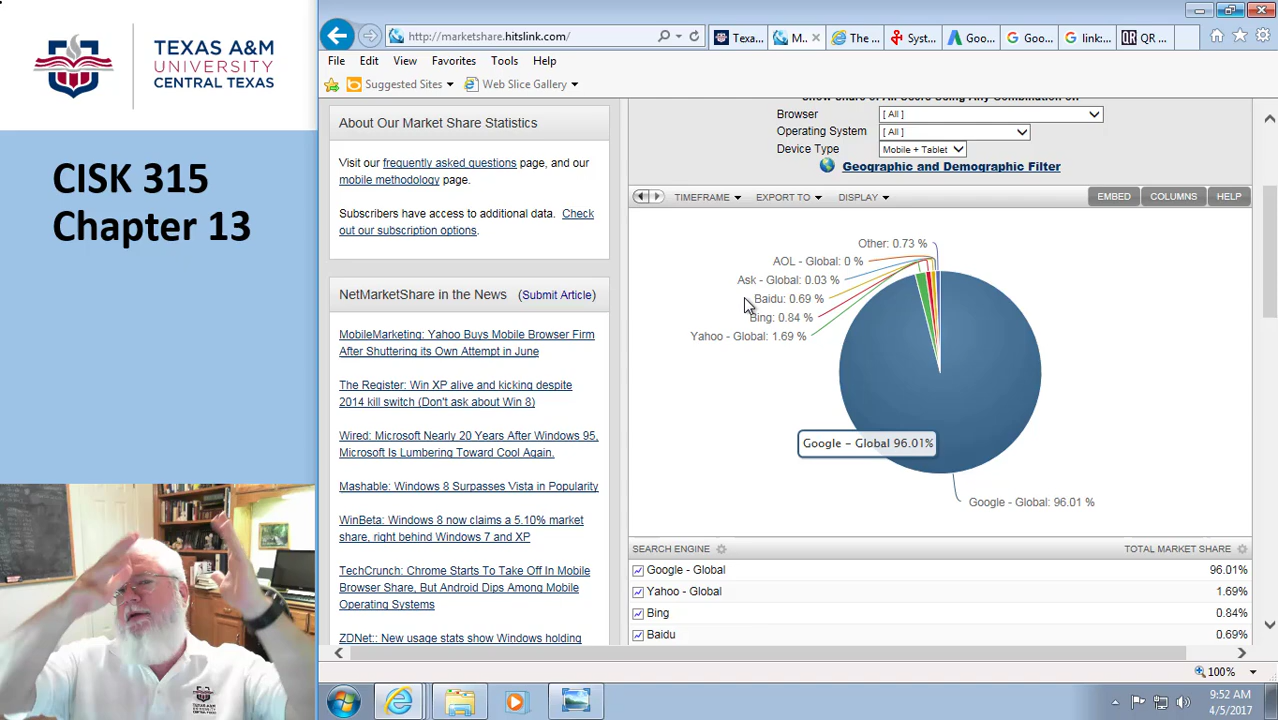 TEXAS A&M
UNIVERSITY
CENTRAL TEXAS
CISK 315
Chapter 13
http://marketshare.hitslink.com/
Texa...
M...
The ...
Syst...
Goo...
Goo...
link:...
QR ...
File Edit View Favorites Tools Help
Suggested Sites
Web Slice Gallery
About Our Market Share Statistics
Visit our frequently asked questions page, and our
mobile methodology page.
Subscribers have access to additional data. Check
out our subscription options.
NetMarketShare in the News (Submit Article)
MobileMarketing: Yahoo Buys Mobile Browser Firm
After Shuttering its Own Attempt in June
The Register: Win XP alive and kicking despite
2014 kill switch (Don't ask about Win 8)
Wired: Microsoft Nearly 20 Years After Windows 95,
Microsoft Is Lumbering Toward Cool Again.
Mashable: Windows 8 Surpasses Vista in Popularity
WinBeta: Windows 8 now claims a 5.10% market
share, right behind Windows 7 and XP
TechCrunch: Chrome Starts To Take Off In Mobile
Browser Share, But Android Dips Among Mobile
Operating Systems
ZDNet:: New usage stats show Windows holding
Browser [ All ]
Operating System [ All ]
Device Type Mobile + Tablet
Geographic and Demographic Filter
TIMEFRAME EXPORT TO DISPLAY EMBED COLUMNS HELP
Other: 0.73 %
AOL - Global: 0 %
Ask - Global: 0.03 %
Baidu: 0.69 %
Bing: 0.84 %
Yahoo - Global: 1.69 %
Google - Global 96.01%
Google - Global: 96.01 %
SEARCH ENGINE TOTAL MARKET SHARE
Google - Global 96.01%
Yahoo - Global 1.69%
Bing 0.84%
Baidu 0.69%
100%
9:52 AM
4/5/2017